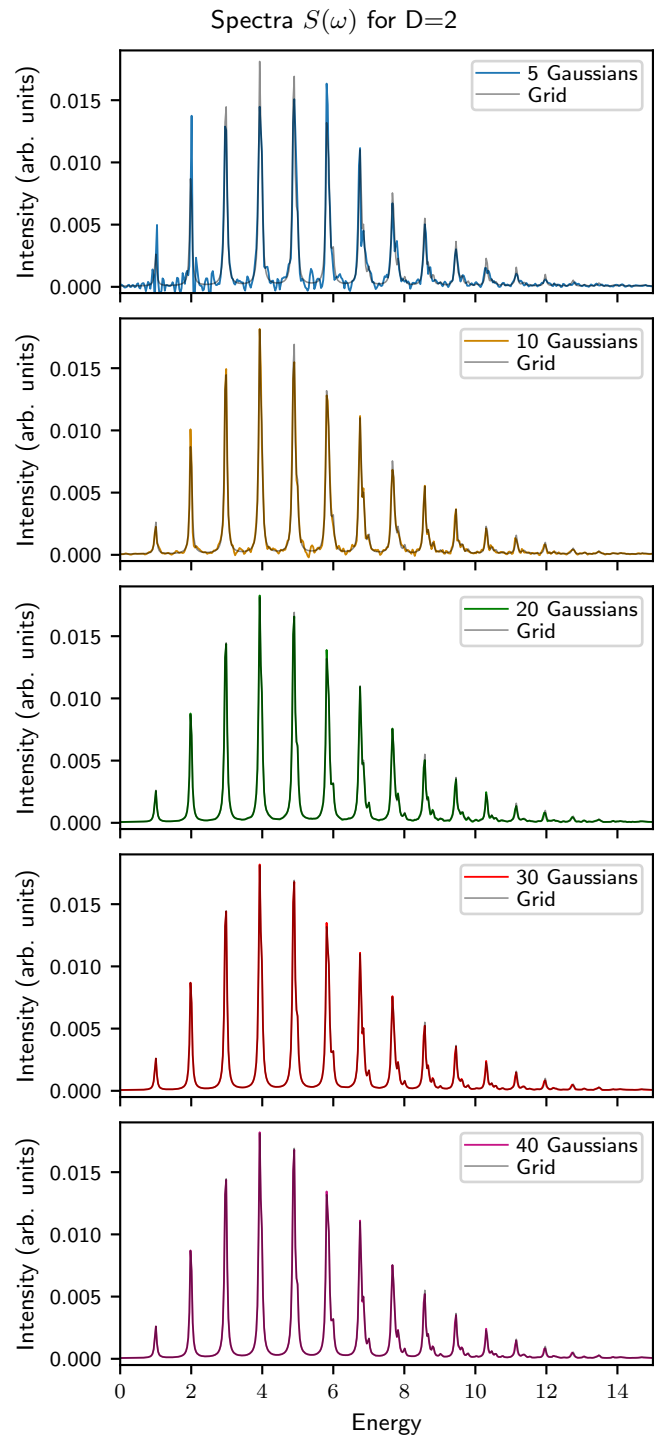 Spectra S(ω) for D=2
Intensity (arb. units)
0.015
0.010
0.005
0.000
5 Gaussians
Grid
Intensity (arb. units)
0.015
0.010
0.005
0.000
10 Gaussians
Grid
Intensity (arb. units)
0.015
0.010
0.005
0.000
20 Gaussians
Grid
Intensity (arb. units)
0.015
0.010
0.005
0.000
30 Gaussians
Grid
Intensity (arb. units)
0.015
0.010
0.005
0.000
40 Gaussians
Grid
0 2 4 6 8 10 12 14
Energy